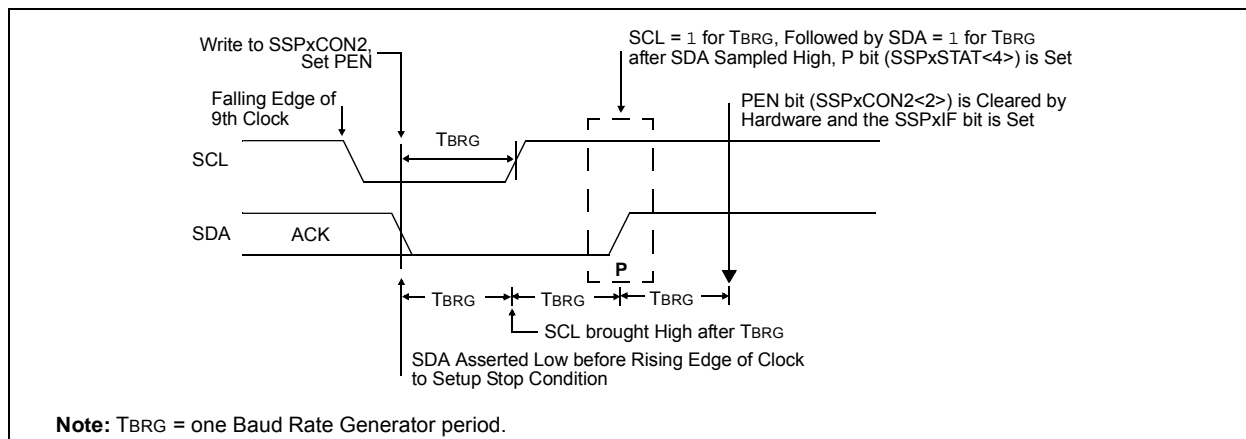 Write to SSPxCON2,
Set PEN
SCL = 1 for TBRG, Followed by SDA = 1 for TBRG
after SDA Sampled High, P bit (SSPxSTAT<4>) is Set
Falling Edge of
9th Clock
PEN bit (SSPxCON2<2>) is Cleared by
Hardware and the SSPxIF bit is Set
TBRG
SCL
SDA
ACK
P
TBRG
TBRG
TBRG
SCL brought High after TBRG
SDA Asserted Low before Rising Edge of Clock
to Setup Stop Condition
Note: TBRG = one Baud Rate Generator period.